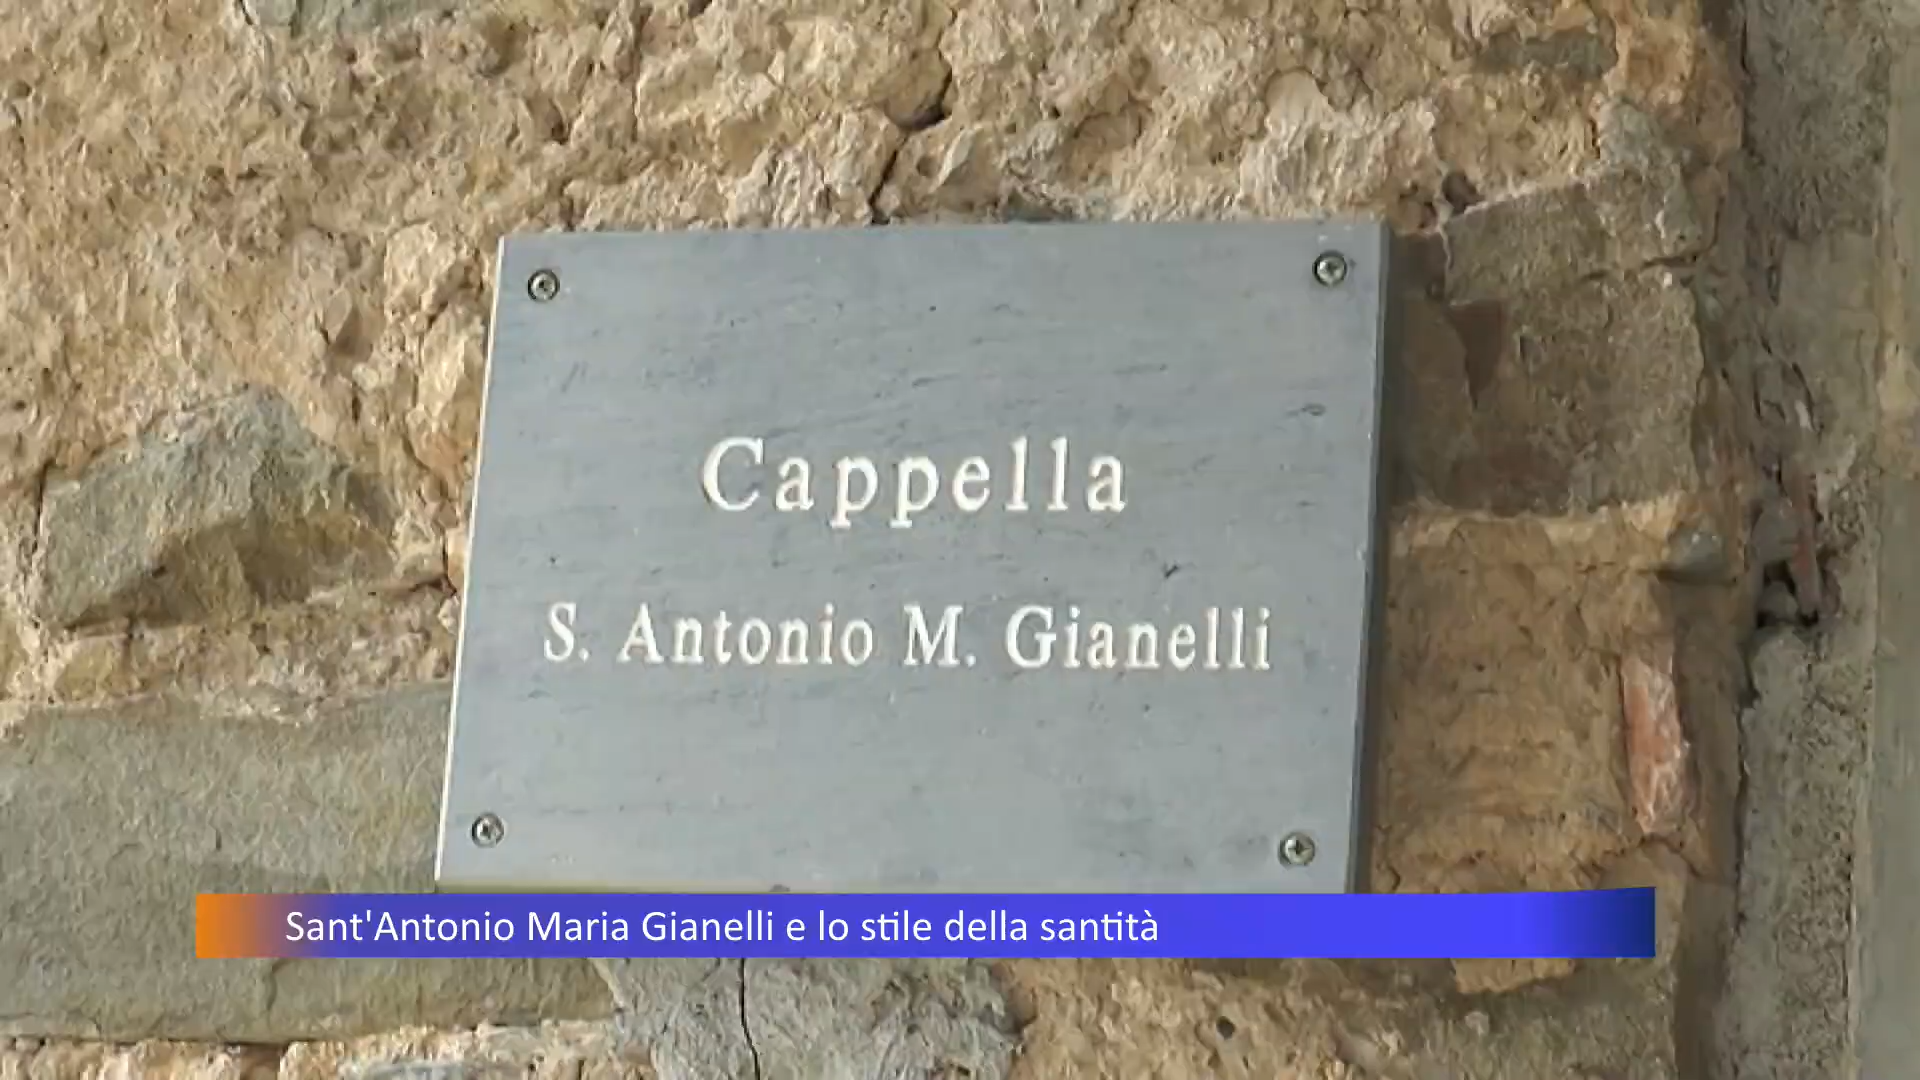 Cappella
S. Antonio M. Gianelli
Sant'Antonio Maria Gianelli e lo stile della santità